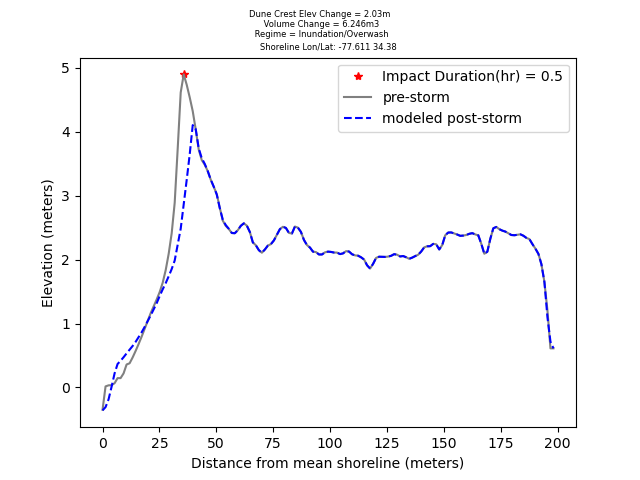 Dune Crest Elev Change = 2.03m
Volume Change = 6.246m3
Regime = Inundation/Overwash
Shoreline Lon/Lat: -77.611 34.38
Impact Duration(hr) = 0.5
pre-storm
modeled post-storm
Elevation (meters)
5
4
3
2
1
0
0 25 50 75 100 125 150 175 200
Distance from mean shoreline (meters)